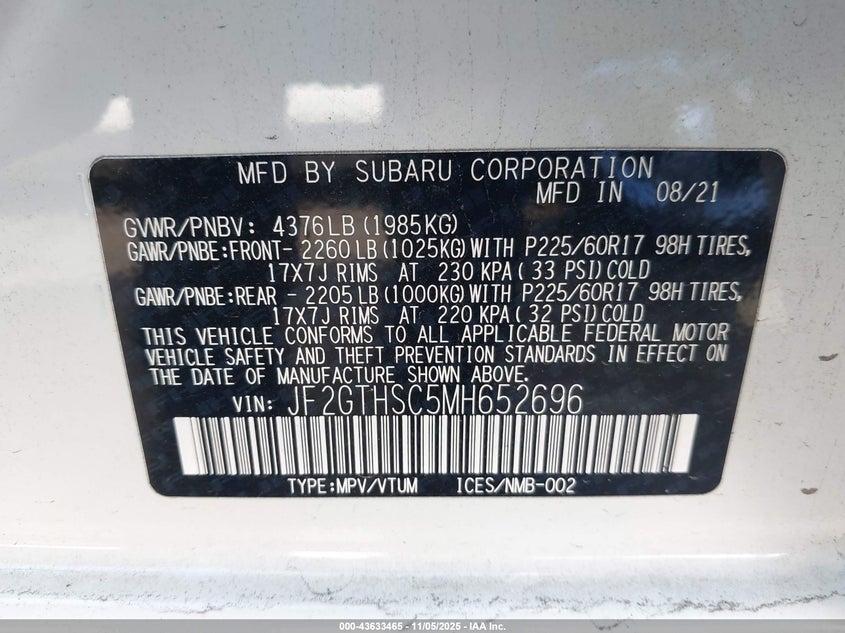 MFD BY SUBARU CORPORATION
MFD IN 08/21
GVWR/PNBV: 4376LB (1985KG)
GAWR/PNBE:FRONT- 2260 LB (1025KG) WITH P225/60R17 98H TIRES,
17X7J RIMS AT 230 KPA ( 33 PSI) COLD
GAWR/PNBE:REAR - 2205 LB (1000KG) WITH P225/60R17 98H TIRES,
17X7J RIMS AT 220 KPA ( 32 PSI) COLD
THIS VEHICLE CONFORMS TO ALL APPLICABLE FEDERAL MOTOR
VEHICLE SAFETY AND THEFT PREVENTION STANDARDS IN EFFECT ON
THE DATE OF MANUFACTURE SHOWN ABOVE.
VIN: JF2GTHSC5MH652696
TYPE:MPV/VTUM ICES/NMB-002
000-43633465 - 11/05/2025 - IAA Inc.